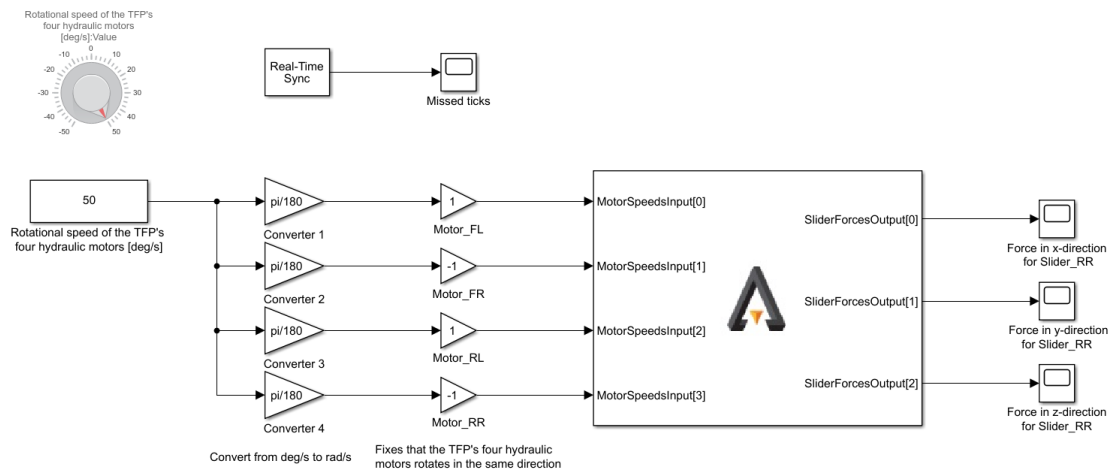 Rotational speed of the TFP's
four hydraulic motors
[deg/s]:Value
0
-10
10
-20
20
-30
30
-40
40
-50
50
Real-Time
Sync
Missed ticks
50
Rotational speed of the TFP's
four hydraulic motors [deg/s]
pi/180
Converter 1
1
Motor_FL
pi/180
Converter 2
-1
Motor_FR
pi/180
Converter 3
1
Motor_RL
pi/180
Converter 4
-1
Motor_RR
MotorSpeedsInput[0]
MotorSpeedsInput[1]
MotorSpeedsInput[2]
MotorSpeedsInput[3]
SliderForcesOutput[0]
SliderForcesOutput[1]
SliderForcesOutput[2]
Force in x-direction
for Slider_RR
Force in y-direction
for Slider_RR
Force in z-direction
for Slider_RR
Convert from deg/s to rad/s
Fixes that the TFP's four hydraulic
motors rotates in the same direction